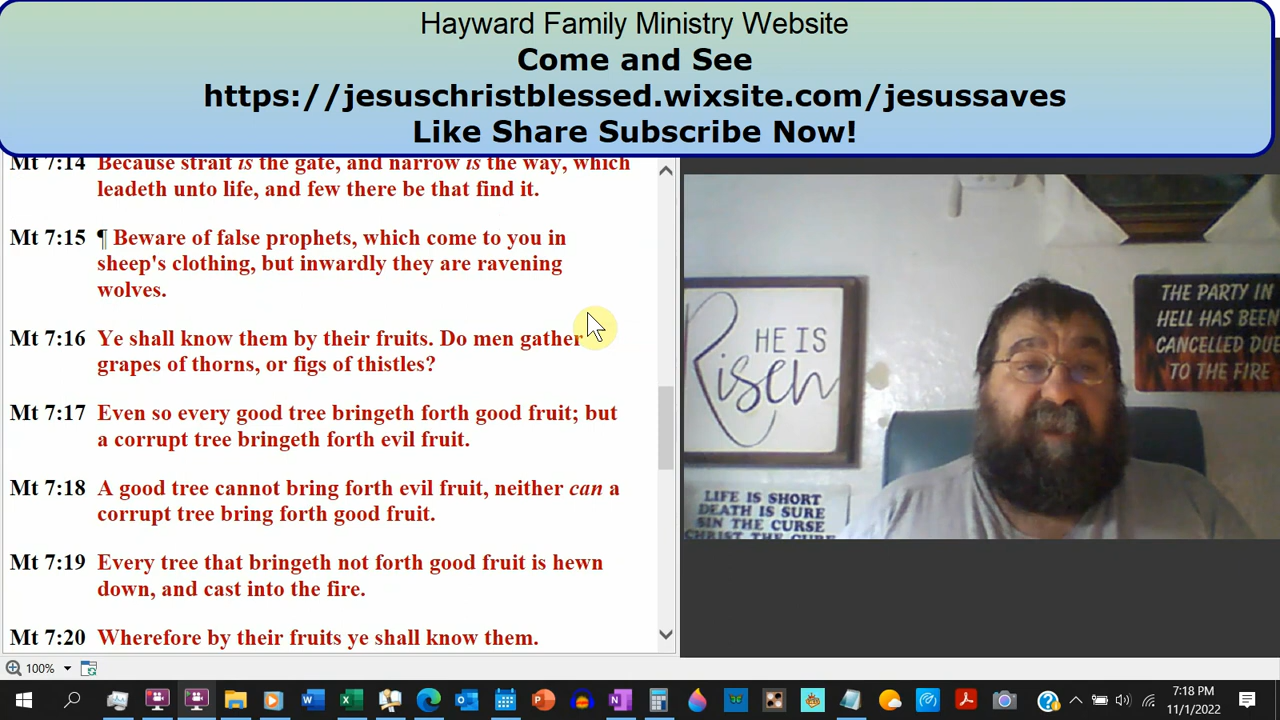 Hayward Family Ministry Website
Come and See
https://jesuschristblessed.wixsite.com/jesussaves
Like Share Subscribe Now!
Mt 7:14 Because strait is the gate, and narrow is the way, which
leadeth unto life, and few there be that find it.
Mt 7:15 ¶ Beware of false prophets, which come to you in
sheep's clothing, but inwardly they are ravening
wolves.
Mt 7:16 Ye shall know them by their fruits. Do men gather
grapes of thorns, or figs of thistles?
Mt 7:17 Even so every good tree bringeth forth good fruit; but
a corrupt tree bringeth forth evil fruit.
Mt 7:18 A good tree cannot bring forth evil fruit, neither can a
corrupt tree bring forth good fruit.
Mt 7:19 Every tree that bringeth not forth good fruit is hewn
down, and cast into the fire.
Mt 7:20 Wherefore by their fruits ye shall know them.
HE IS
Risen
THE PARTY IN
HELL HAS BEEN
CANCELLED DUE
TO THE FIRE
LIFE IS SHORT
DEATH IS SURE
SIN THE CURSE
CHRIST THE CURE
100%
7:18 PM
11/1/2022